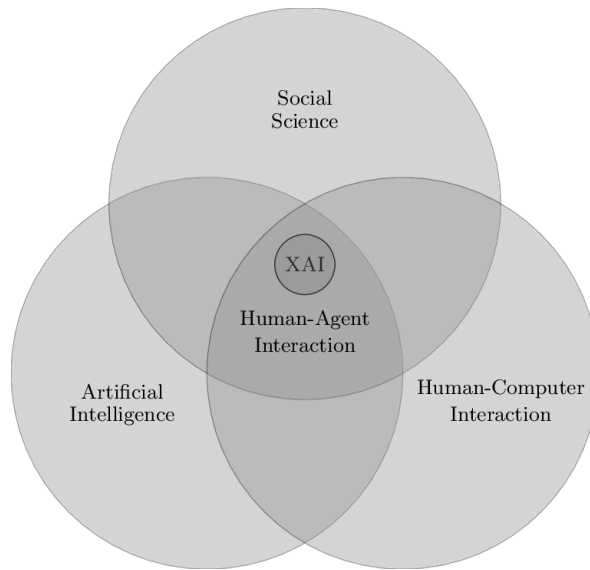 Social
Science
XAI
Human-Agent
Interaction
Artificial
Intelligence
Human-Computer
Interaction